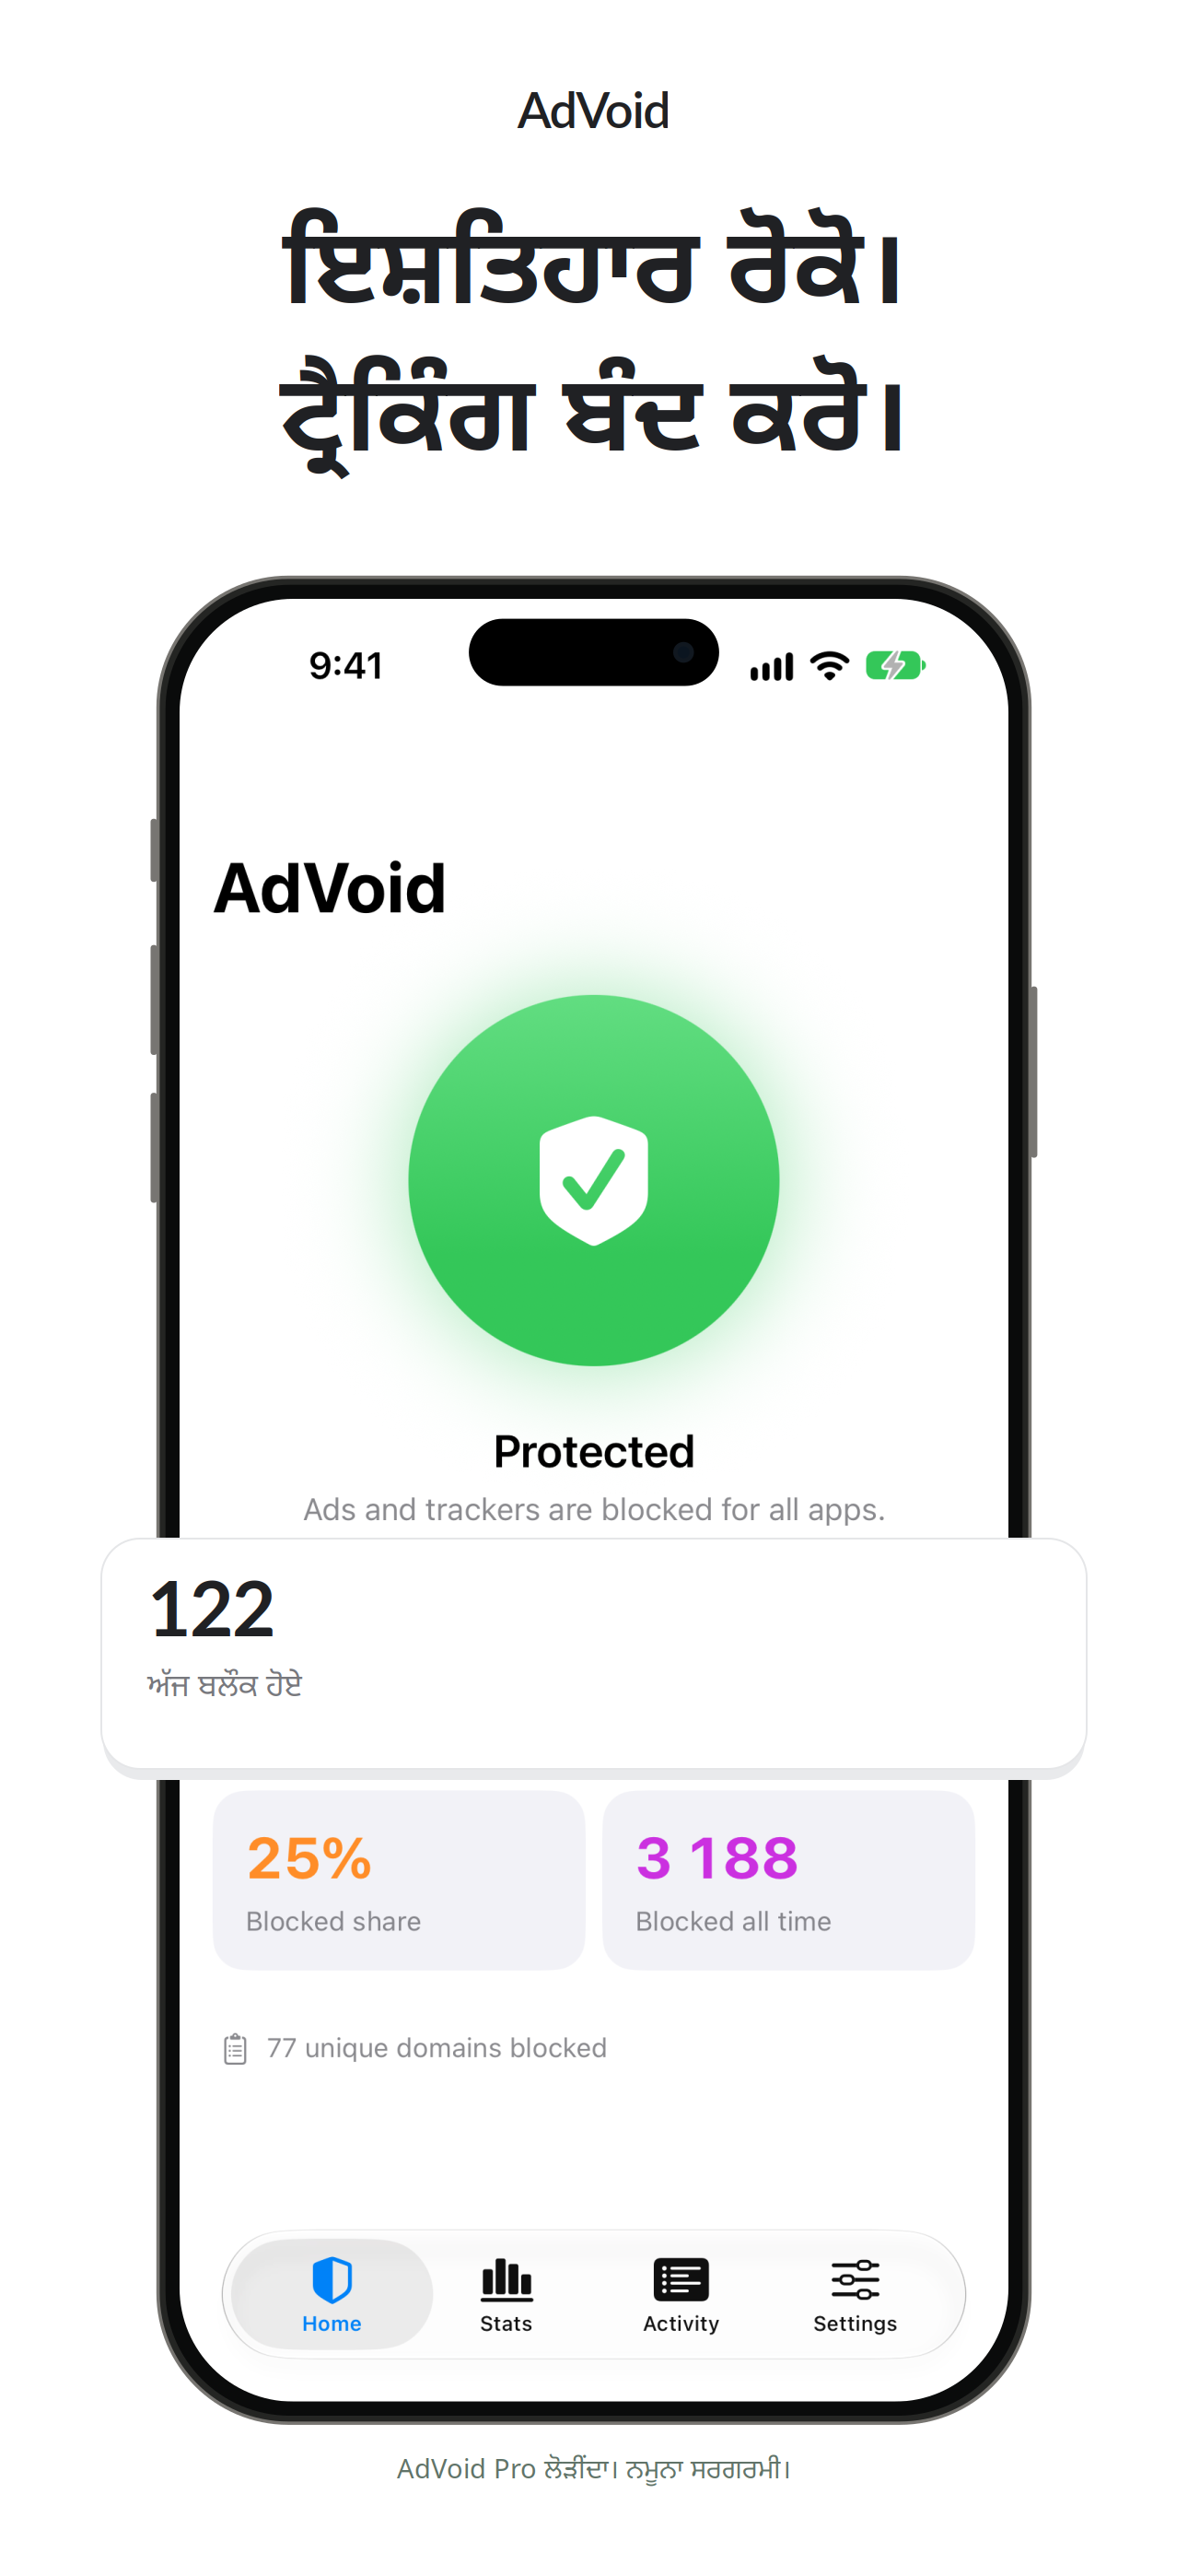 AdVoid
ਇਸ਼ਤਿਹਾਰ ਰੋਕੋ।
ਟ੍ਰੈਕਿੰਗ ਬੰਦ ਕਰੋ।
9:41
AdVoid
Protected
Ads and trackers are blocked for all apps.
122
ਅੱਜ ਬਲੌਕ ਹੋਏ
25%
Blocked share
3 188
Blocked all time
77 unique domains blocked
Home
Stats
Activity
Settings
AdVoid Pro ਲੋੜੀਂਦਾ। ਨਮੂਨਾ ਸਰਗਰਮੀ।